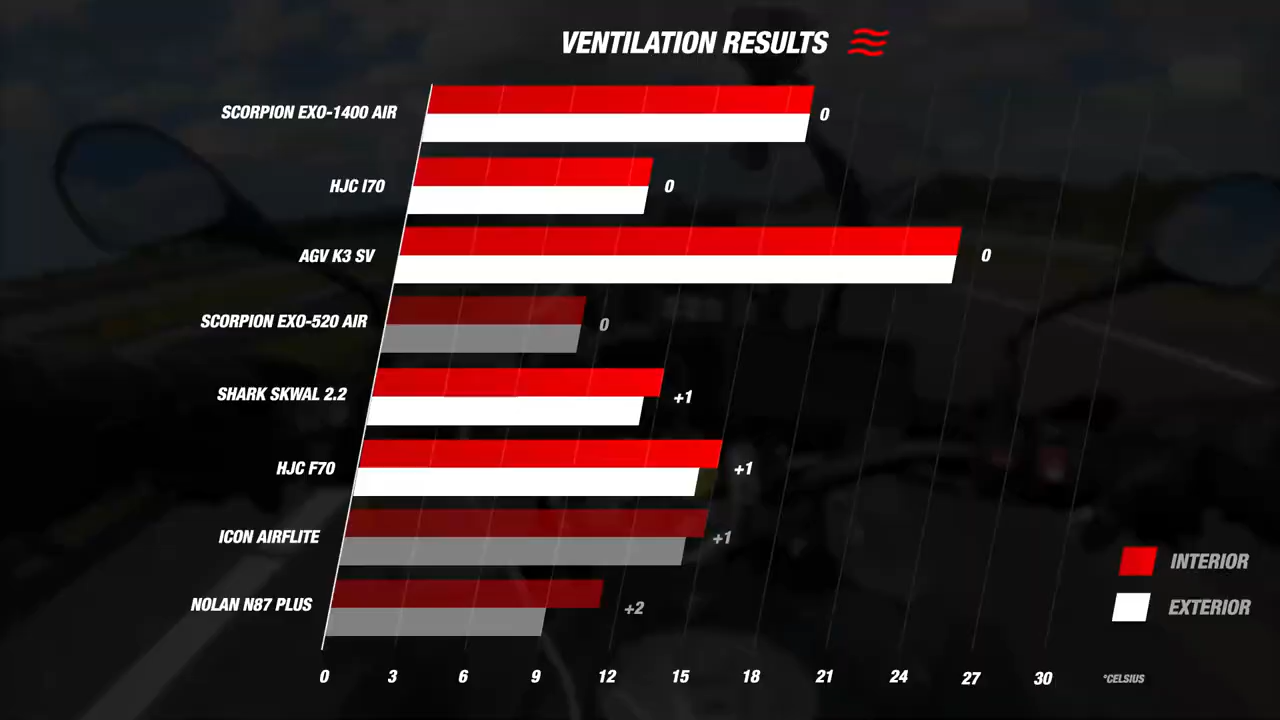 VENTILATION RESULTS
SCORPION EXO-1400 AIR
0
HJC I70
0
AGV K3 SV
0
SCORPION EXO-520 AIR
0
SHARK SKWAL 2.2
+1
HJC F70
+1
ICON AIRFLITE
+1
NOLAN N87 PLUS
+2
INTERIOR
EXTERIOR
0 3 6 9 12 15 18 21 24 27 30 °CELSIUS